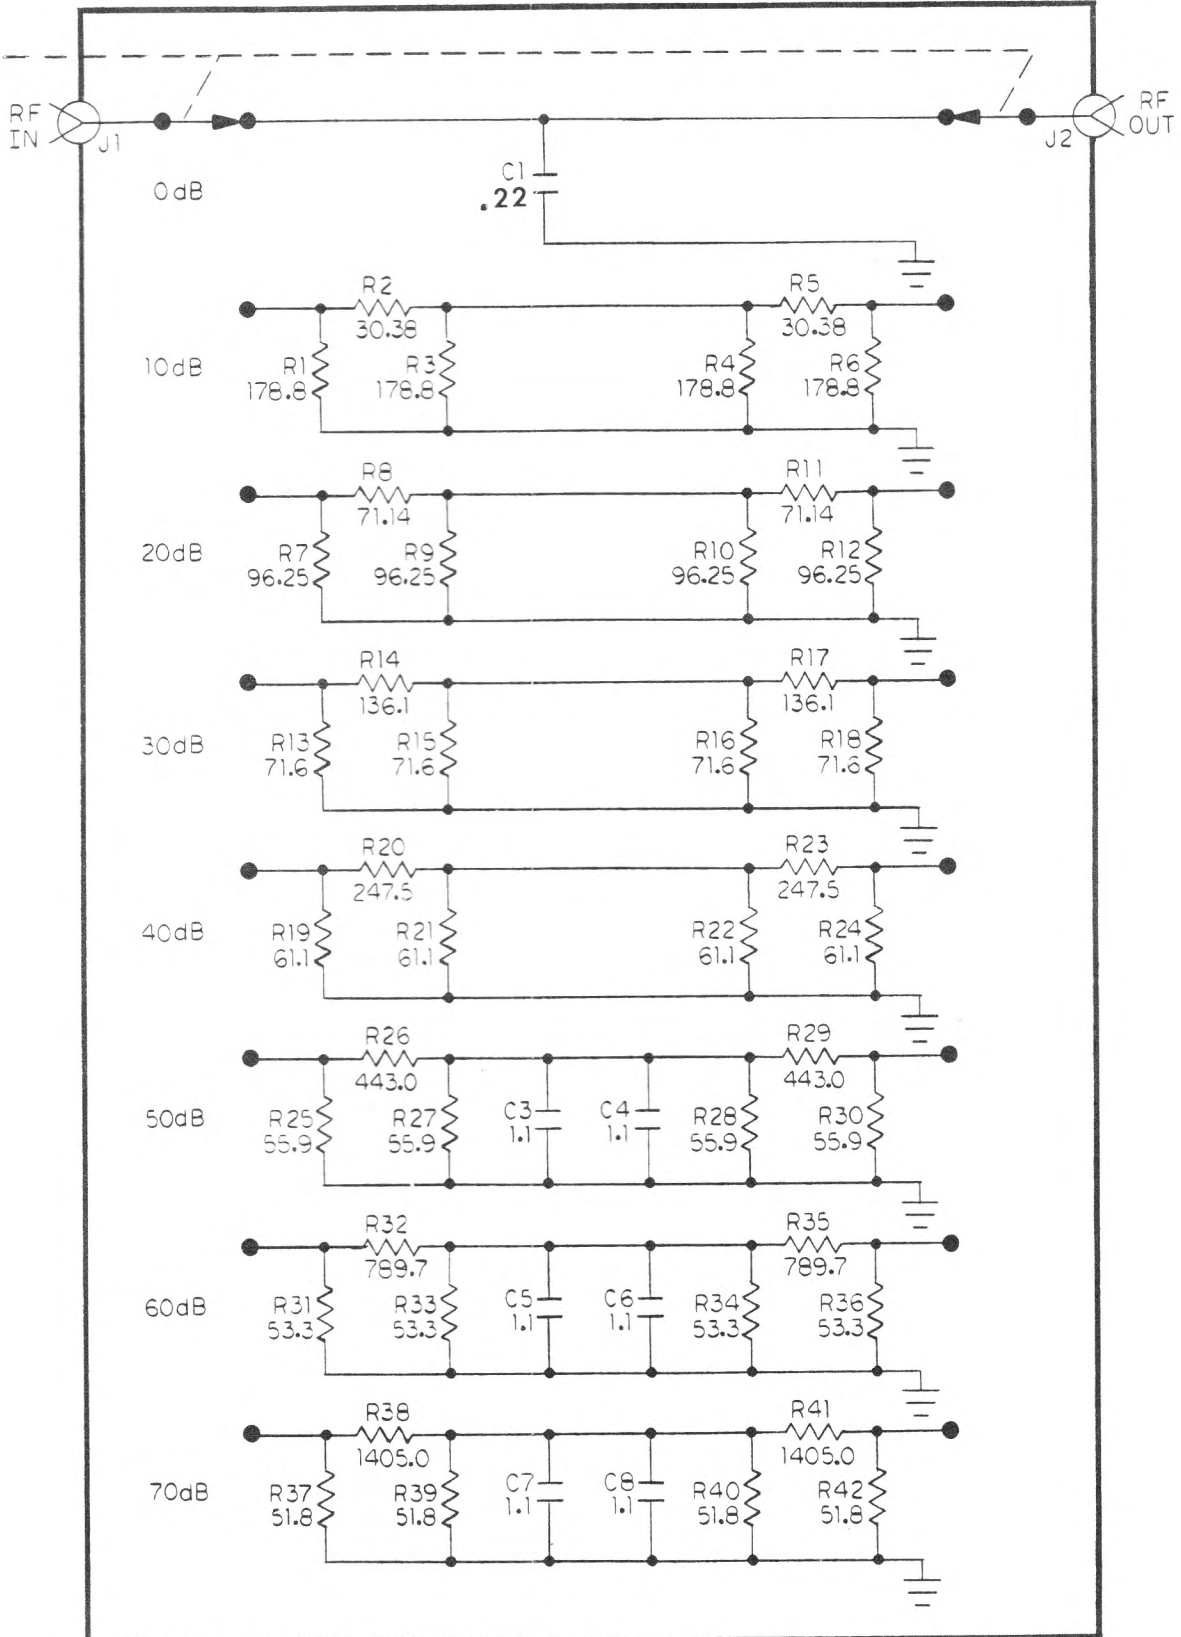 RF
IN
J1
RF
OUT
J2
0dB
C1
.22
10dB
R2
30.38
R5
30.38
R1
178.8
R3
178.8
R4
178.8
R6
178.8
20dB
R8
71.14
R11
71.14
R7
96.25
R9
96.25
R10
96.25
R12
96.25
30dB
R14
136.1
R17
136.1
R13
71.6
R15
71.6
R16
71.6
R18
71.6
40dB
R20
247.5
R23
247.5
R19
61.1
R21
61.1
R22
61.1
R24
61.1
50dB
R26
443.0
R29
443.0
R25
55.9
R27
55.9
C3
1.1
C4
1.1
R28
55.9
R30
55.9
60dB
R32
789.7
R35
789.7
R31
53.3
R33
53.3
C5
1.1
C6
1.1
R34
53.3
R36
53.3
70dB
R38
1405.0
R41
1405.0
R37
51.8
R39
51.8
C7
1.1
C8
1.1
R40
51.8
R42
51.8